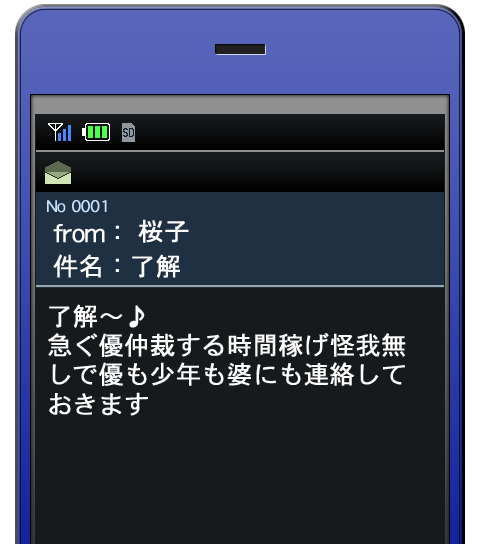 SD
No 0001
from： 桜子
件名：了解
了解～♪
急ぐ優仲裁する時間稼げ怪我無
しで優も少年も婆にも連絡して
おきます